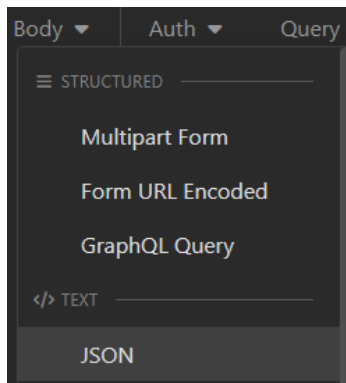 Body Auth Query
STRUCTURED
Multipart Form
Form URL Encoded
GraphQL Query
</> TEXT
JSON